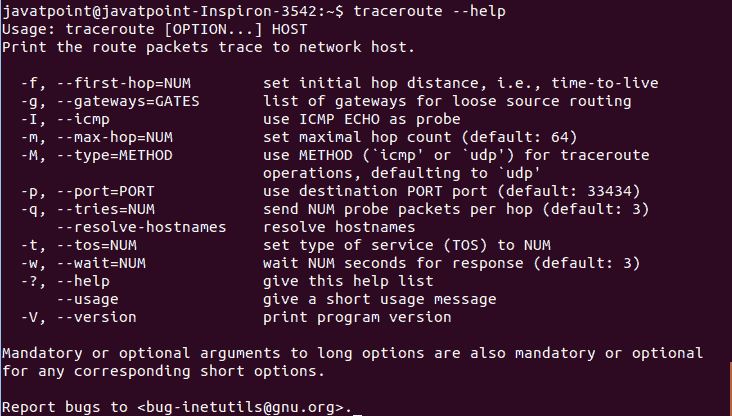 javatpoint@javatpoint-Inspiron-3542:~$ traceroute --help
Usage: traceroute [OPTION...] HOST
Print the route packets trace to network host.

  -f, --first-hop=NUM        set initial hop distance, i.e., time-to-live
  -g, --gateways=GATES       list of gateways for loose source routing
  -I, --icmp                 use ICMP ECHO as probe
  -m, --max-hop=NUM          set maximal hop count (default: 64)
  -M, --type=METHOD          use METHOD (`icmp' or `udp') for traceroute
                             operations, defaulting to `udp'
  -p, --port=PORT            use destination PORT port (default: 33434)
  -q, --tries=NUM            send NUM probe packets per hop (default: 3)
      --resolve-hostnames    resolve hostnames
  -t, --tos=NUM              set type of service (TOS) to NUM
  -w, --wait=NUM             wait NUM seconds for response (default: 3)
  -?, --help                 give this help list
      --usage                give a short usage message
  -V, --version              print program version

Mandatory or optional arguments to long options are also mandatory or optional
for any corresponding short options.

Report bugs to <bug-inetutils@gnu.org>.